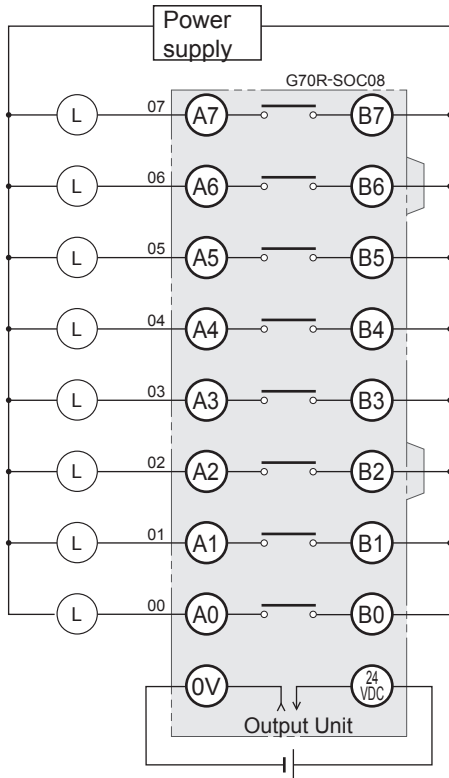 Power
supply
G70R-SOC08
L 07 A7 B7
L 06 A6 B6
L 05 A5 B5
L 04 A4 B4
L 03 A3 B3
L 02 A2 B2
L 01 A1 B1
L 00 A0 B0
0V 24
VDC
Output Unit